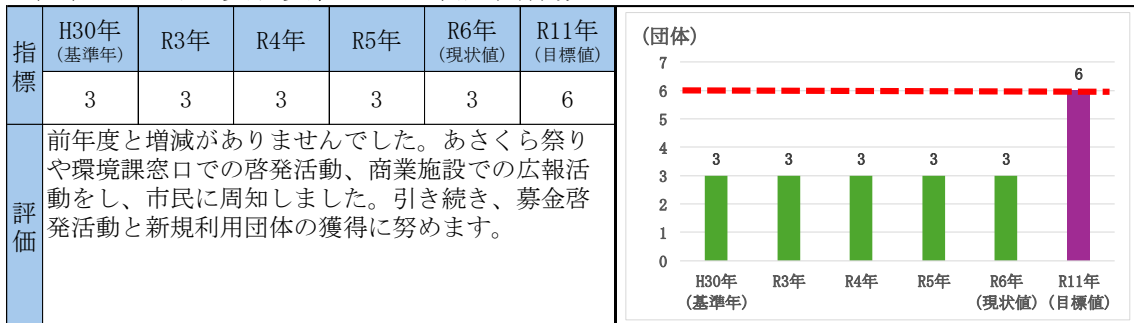 指標
H30年 R3年 R4年 R5年 R6年 R11年
(基準年) (現状値) (目標値)
3 3 3 3 3 6
評価
前年度と増減がありませんでした。あさくら祭り
や環境課窓口での啓発活動、商業施設での広報活
動をし、市民に周知しました。引き続き、募金啓
発活動と新規利用団体の獲得に努めます。
(団体)
7
6
5
4
3
2
1
0
3 3 3 3 3 6
H30年 R3年 R4年 R5年 R6年 R11年
(基準年) (現状値) (目標値)